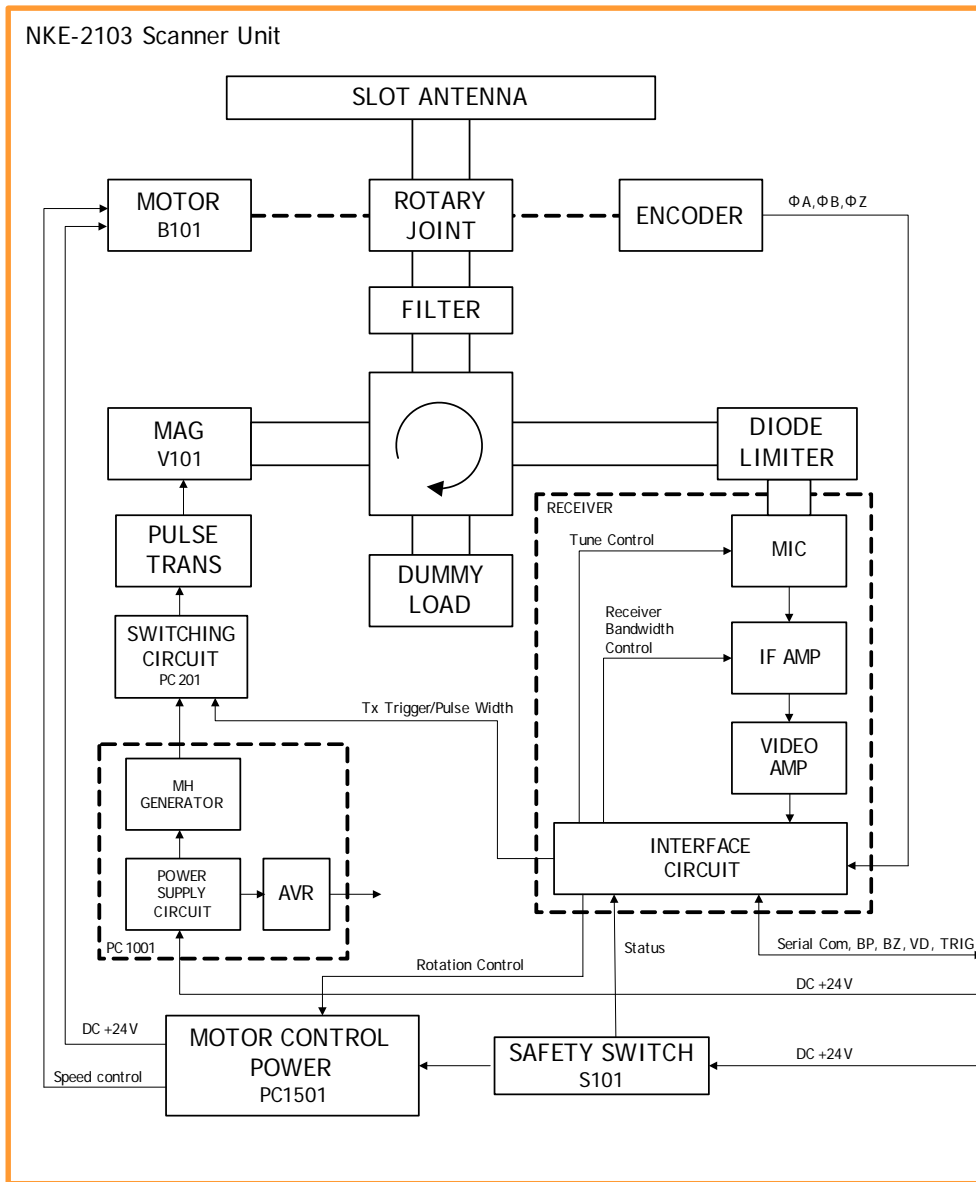 NKE-2103 Scanner Unit
SLOT ANTENNA
MOTOR
B101
ROTARY
JOINT
ENCODER
ΦA,ΦB,ΦZ
FILTER
MAG
V101
DIODE
LIMITER
RECEIVER
PULSE
TRANS
DUMMY
LOAD
Tune Control
MIC
SWITCHING
CIRCUIT
PC201
Receiver
Bandwidth
Control
IF AMP
Tx Trigger/Pulse Width
VIDEO
AMP
MH
GENERATOR
INTERFACE
CIRCUIT
POWER
SUPPLY
CIRCUIT
AVR
PC1001
Status
Serial Com, BP, BZ, VD, TRIG
Rotation Control
DC +24V
DC +24V
MOTOR CONTROL
POWER
PC1501
SAFETY SWITCH
S101
DC +24V
Speed control